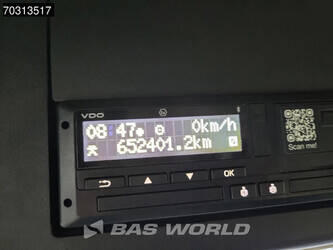 70313517
VDO
08:47 0km/h
652401.2km
OK
Scan me!
BAS WORLD